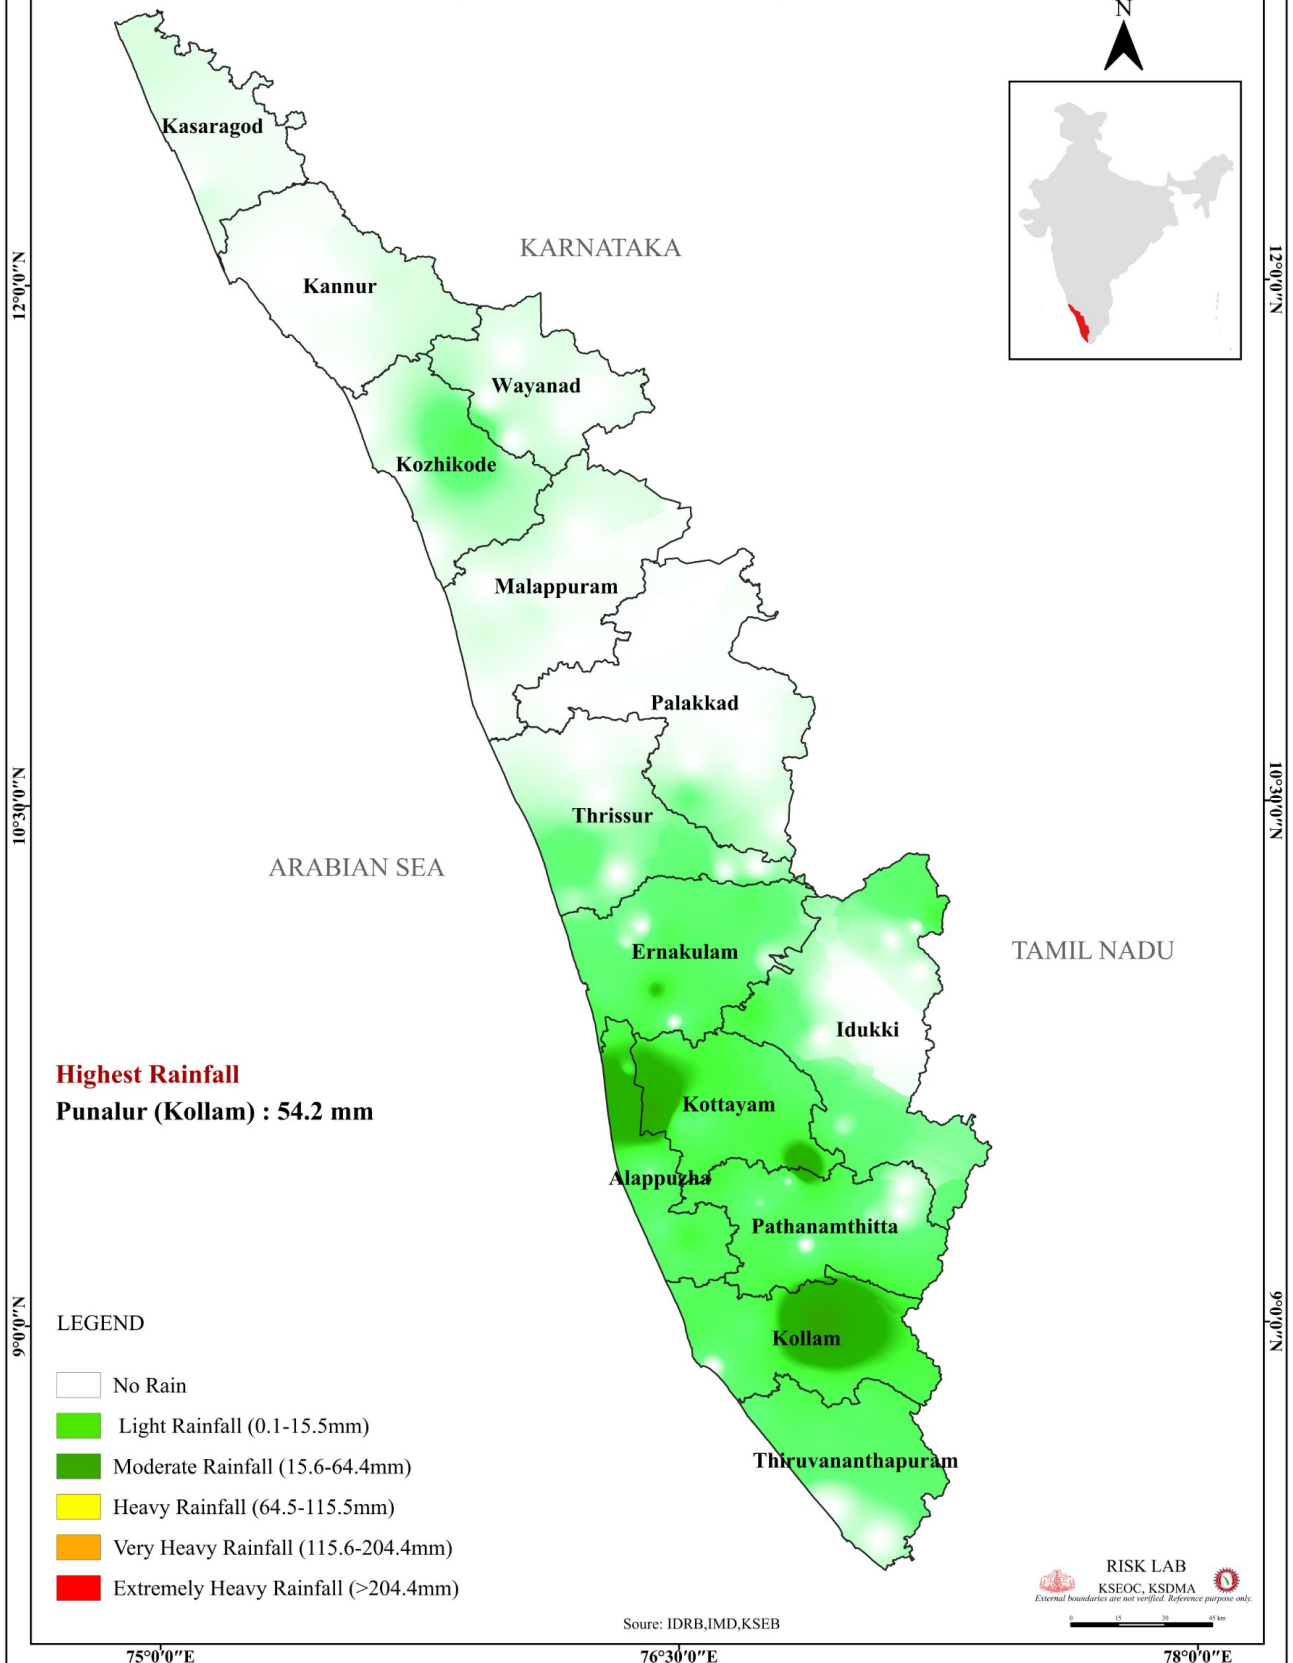 N
Kasaragod
KARNATAKA
12°0'0"N
12°0'0"N
Kannur
Wayanad
Kozhikode
Malappuram
Palakkad
10°30'0"N
10°30'0"N
Thrissur
ARABIAN SEA
Ernakulam
TAMIL NADU
Idukki
Highest Rainfall
Punalur (Kollam) : 54.2 mm
Kottayam
Alappuzha
Pathanamthitta
9°0'0"N
9°0'0"N
Kollam
Thiruvananthapuram
LEGEND
No Rain
Light Rainfall (0.1-15.5mm)
Moderate Rainfall (15.6-64.4mm)
Heavy Rainfall (64.5-115.5mm)
Very Heavy Rainfall (115.6-204.4mm)
Extremely Heavy Rainfall (>204.4mm)
RISK LAB
KSEOC, KSDMA
External boundaries are not verified. Reference purpose only.
0 15 30 45 km
Soure: IDRB,IMD,KSEB
75°0'0"E
76°30'0"E
78°0'0"E